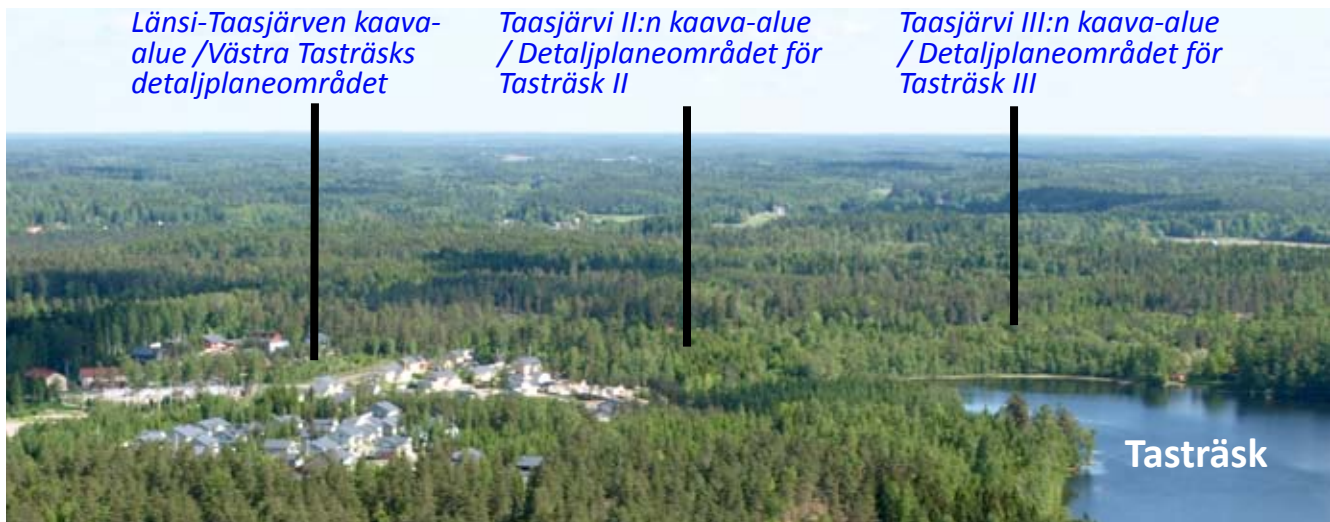 Länsi-Taasjärven kaava-
alue /Västra Tasträsks
detaljplaneområdet
Taasjärvi II:n kaava-alue
/ Detaljplaneområdet för
Tasträsk II
Taasjärvi III:n kaava-alue
/ Detaljplaneområdet för
Tasträsk III
Tasträsk